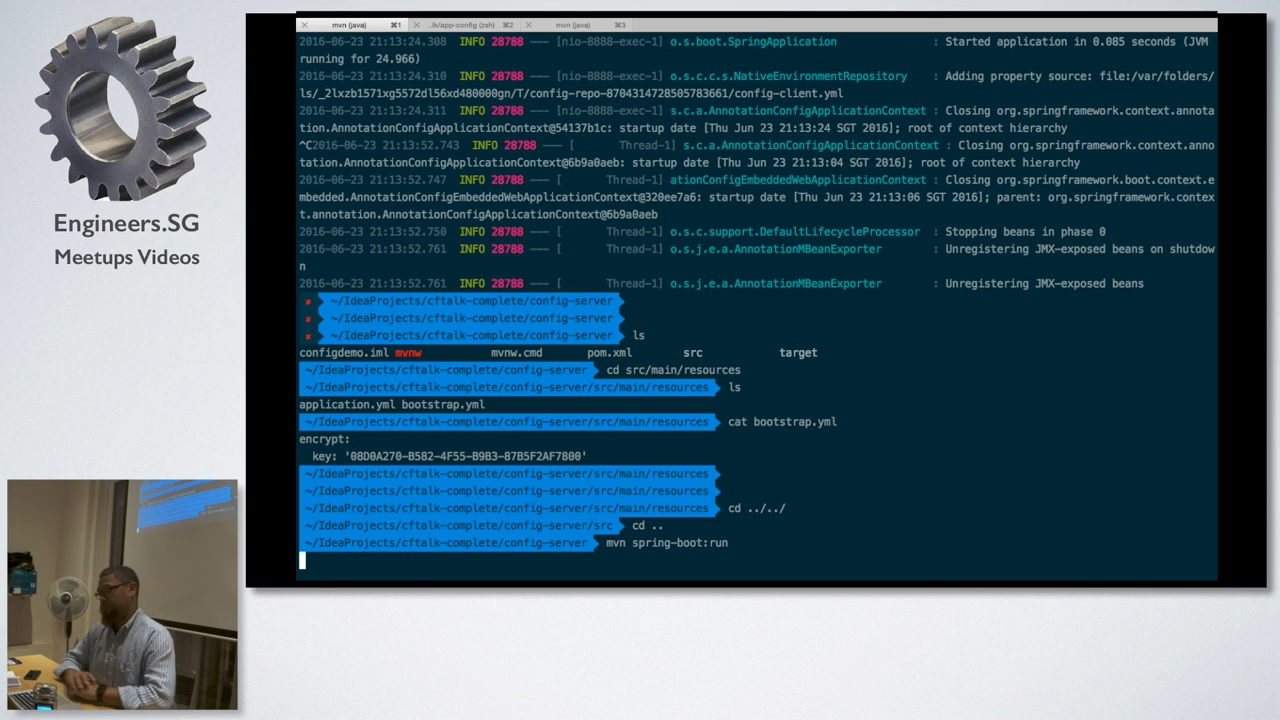 mvn (java) ⌘1 ..lk/app-config (zsh) ⌘2 mvn (java) ⌘3
2016-06-23 21:13:24.308 INFO 28788 --- [nio-8888-exec-1] o.s.boot.SpringApplication : Started application in 0.085 seconds (JVM
running for 24.966)
2016-06-23 21:13:24.310 INFO 28788 --- [nio-8888-exec-1] o.s.c.c.s.NativeEnvironmentRepository : Adding property source: file:/var/folders/
ls/_2lxzb1571xg5572dl56xd480000gn/T/config-repo-8704314728505783661/config-client.yml
2016-06-23 21:13:24.311 INFO 28788 --- [nio-8888-exec-1] s.c.a.AnnotationConfigApplicationContext : Closing org.springframework.context.annota
tion.AnnotationConfigApplicationContext@54137b1c: startup date [Thu Jun 23 21:13:24 SGT 2016]; root of context hierarchy
^C2016-06-23 21:13:52.743 INFO 28788 --- [ Thread-1] s.c.a.AnnotationConfigApplicationContext : Closing org.springframework.context.anno
tation.AnnotationConfigApplicationContext@6b9a0aeb: startup date [Thu Jun 23 21:13:04 SGT 2016]; root of context hierarchy
2016-06-23 21:13:52.747 INFO 28788 --- [ Thread-1] ationConfigEmbeddedWebApplicationContext : Closing org.springframework.boot.context.e
mbedded.AnnotationConfigEmbeddedWebApplicationContext@320ee7a6: startup date [Thu Jun 23 21:13:06 SGT 2016]; parent: org.springframework.contex
t.annotation.AnnotationConfigApplicationContext@6b9a0aeb
2016-06-23 21:13:52.750 INFO 28788 --- [ Thread-1] o.s.c.support.DefaultLifecycleProcessor : Stopping beans in phase 0
2016-06-23 21:13:52.761 INFO 28788 --- [ Thread-1] o.s.j.e.a.AnnotationMBeanExporter : Unregistering JMX-exposed beans on shutdow
n
2016-06-23 21:13:52.761 INFO 28788 --- [ Thread-1] o.s.j.e.a.AnnotationMBeanExporter : Unregistering JMX-exposed beans
✘ ~/IdeaProjects/cftalk-complete/config-server
✘ ~/IdeaProjects/cftalk-complete/config-server
✘ ~/IdeaProjects/cftalk-complete/config-server ls
configdemo.iml mvnw mvnw.cmd pom.xml src target
~/IdeaProjects/cftalk-complete/config-server cd src/main/resources
~/IdeaProjects/cftalk-complete/config-server/src/main/resources ls
application.yml bootstrap.yml
~/IdeaProjects/cftalk-complete/config-server/src/main/resources cat bootstrap.yml
encrypt:
key: '08D0A270-B582-4F55-B9B3-87B5F2AF7800'
~/IdeaProjects/cftalk-complete/config-server/src/main/resources
~/IdeaProjects/cftalk-complete/config-server/src/main/resources
~/IdeaProjects/cftalk-complete/config-server/src/main/resources cd ../../
~/IdeaProjects/cftalk-complete/config-server/src cd ..
~/IdeaProjects/cftalk-complete/config-server mvn spring-boot:run
Engineers.SG
Meetups Videos